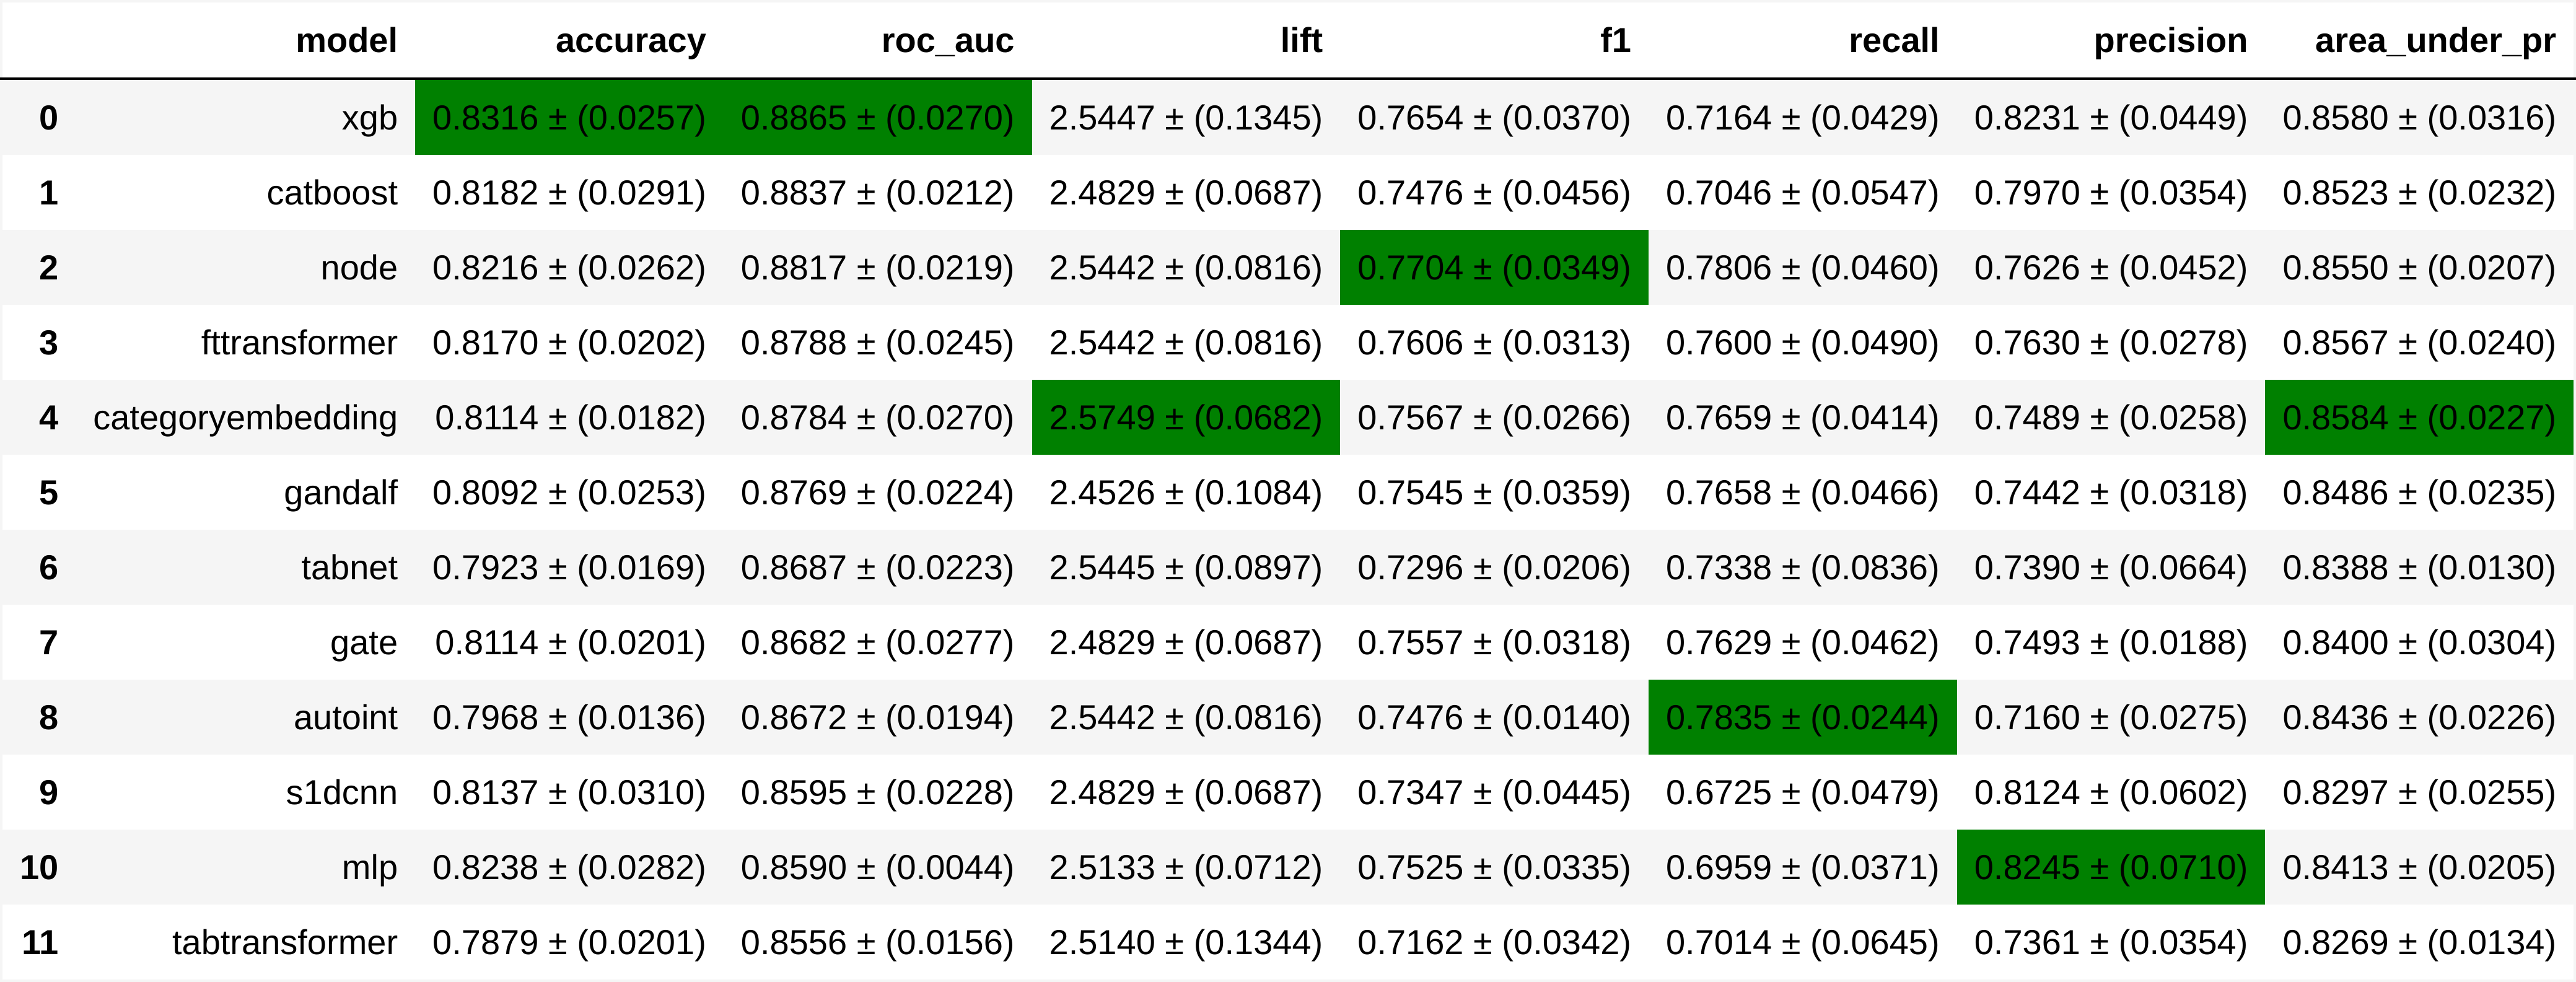 model accuracy roc_auc lift f1 recall precision area_under_pr
0 xgb 0.8316 ± (0.0257) 0.8865 ± (0.0270) 2.5447 ± (0.1345) 0.7654 ± (0.0370) 0.7164 ± (0.0429) 0.8231 ± (0.0449) 0.8580 ± (0.0316)
1 catboost 0.8182 ± (0.0291) 0.8837 ± (0.0212) 2.4829 ± (0.0687) 0.7476 ± (0.0456) 0.7046 ± (0.0547) 0.7970 ± (0.0354) 0.8523 ± (0.0232)
2 node 0.8216 ± (0.0262) 0.8817 ± (0.0219) 2.5442 ± (0.0816) 0.7704 ± (0.0349) 0.7806 ± (0.0460) 0.7626 ± (0.0452) 0.8550 ± (0.0207)
3 fttransformer 0.8170 ± (0.0202) 0.8788 ± (0.0245) 2.5442 ± (0.0816) 0.7606 ± (0.0313) 0.7600 ± (0.0490) 0.7630 ± (0.0278) 0.8567 ± (0.0240)
4 categoryembedding 0.8114 ± (0.0182) 0.8784 ± (0.0270) 2.5749 ± (0.0682) 0.7567 ± (0.0266) 0.7659 ± (0.0414) 0.7489 ± (0.0258) 0.8584 ± (0.0227)
5 gandalf 0.8092 ± (0.0253) 0.8769 ± (0.0224) 2.4526 ± (0.1084) 0.7545 ± (0.0359) 0.7658 ± (0.0466) 0.7442 ± (0.0318) 0.8486 ± (0.0235)
6 tabnet 0.7923 ± (0.0169) 0.8687 ± (0.0223) 2.5445 ± (0.0897) 0.7296 ± (0.0206) 0.7338 ± (0.0836) 0.7390 ± (0.0664) 0.8388 ± (0.0130)
7 gate 0.8114 ± (0.0201) 0.8682 ± (0.0277) 2.4829 ± (0.0687) 0.7557 ± (0.0318) 0.7629 ± (0.0462) 0.7493 ± (0.0188) 0.8400 ± (0.0304)
8 autoint 0.7968 ± (0.0136) 0.8672 ± (0.0194) 2.5442 ± (0.0816) 0.7476 ± (0.0140) 0.7835 ± (0.0244) 0.7160 ± (0.0275) 0.8436 ± (0.0226)
9 s1dcnn 0.8137 ± (0.0310) 0.8595 ± (0.0228) 2.4829 ± (0.0687) 0.7347 ± (0.0445) 0.6725 ± (0.0479) 0.8124 ± (0.0602) 0.8297 ± (0.0255)
10 mlp 0.8238 ± (0.0282) 0.8590 ± (0.0044) 2.5133 ± (0.0712) 0.7525 ± (0.0335) 0.6959 ± (0.0371) 0.8245 ± (0.0710) 0.8413 ± (0.0205)
11 tabtransformer 0.7879 ± (0.0201) 0.8556 ± (0.0156) 2.5140 ± (0.1344) 0.7162 ± (0.0342) 0.7014 ± (0.0645) 0.7361 ± (0.0354) 0.8269 ± (0.0134)